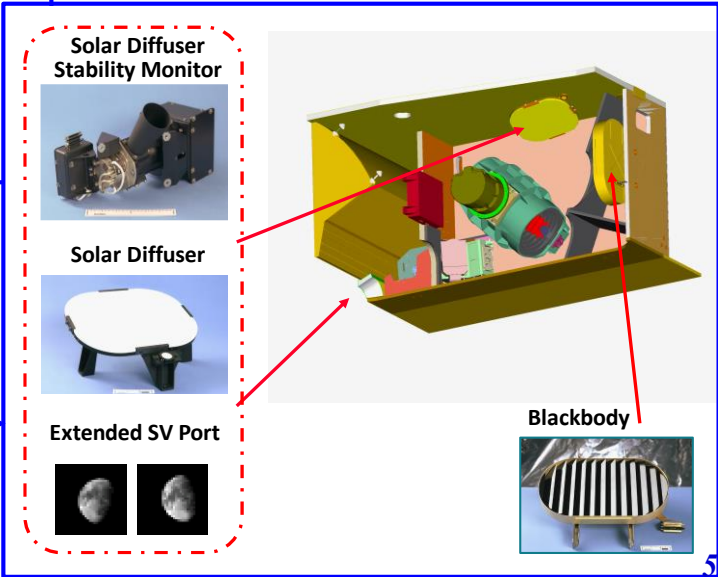 Solar Diffuser
Stability Monitor
Solar Diffuser
Extended SV Port
Blackbody
5